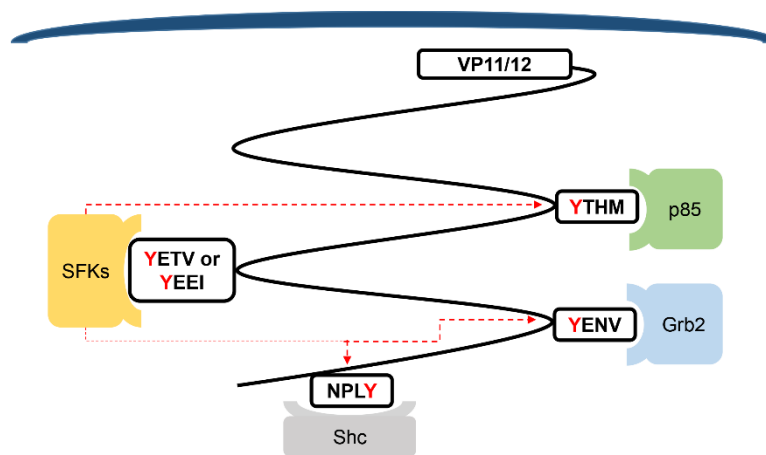 VP11/12
YTHM
p85
SFKs
YETV or
YEEI
YENV
Grb2
NPLY
Shc